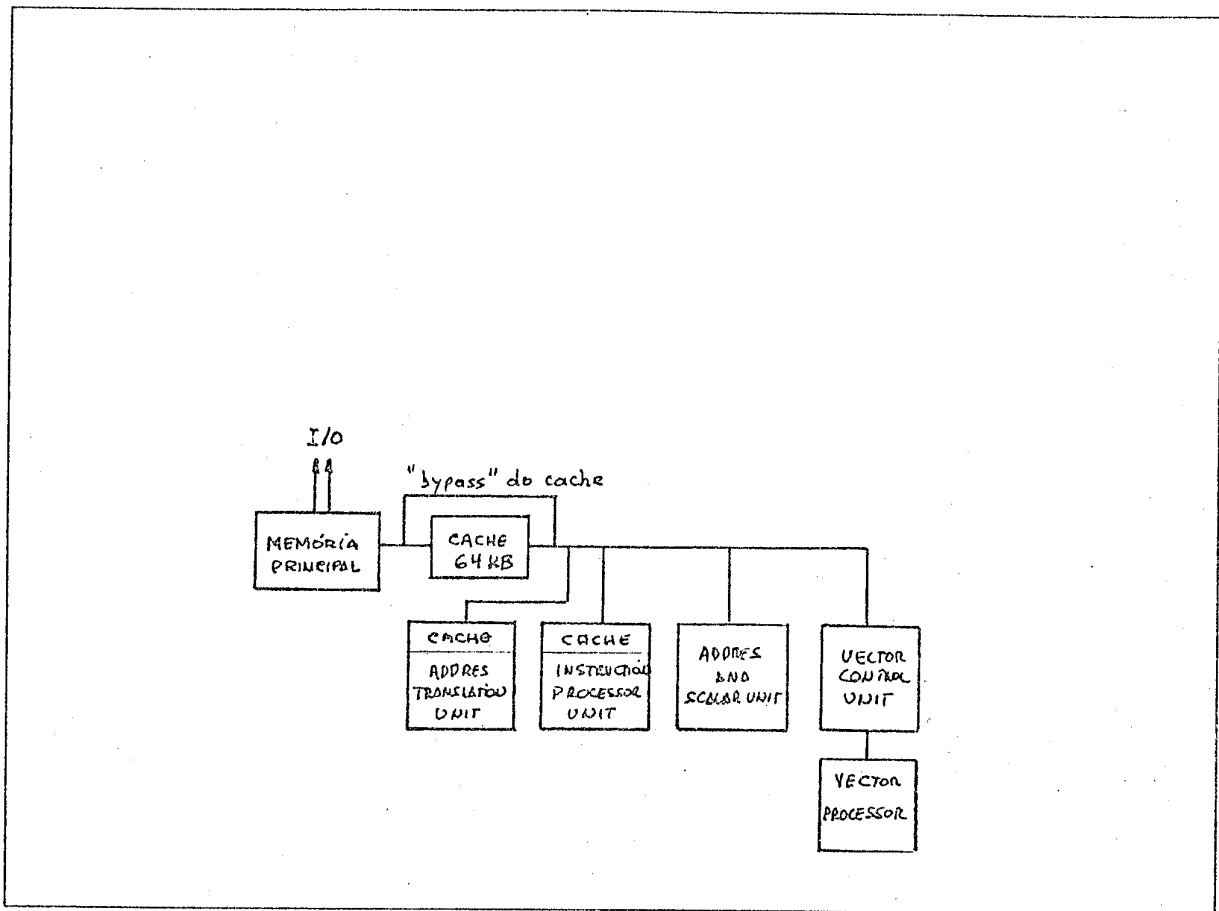 I/O
"bypass" do cache
MEMÓRIA
PRINCIPAL
CACHE
64 KB
CACHE
ADDRES
TRANSLATION
UNIT
CACHE
INSTRUCTION
PROCESSOR
UNIT
ADDRES
AND
SCALAR UNIT
VECTOR
CONTROL
UNIT
VECTOR
PROCESSOR